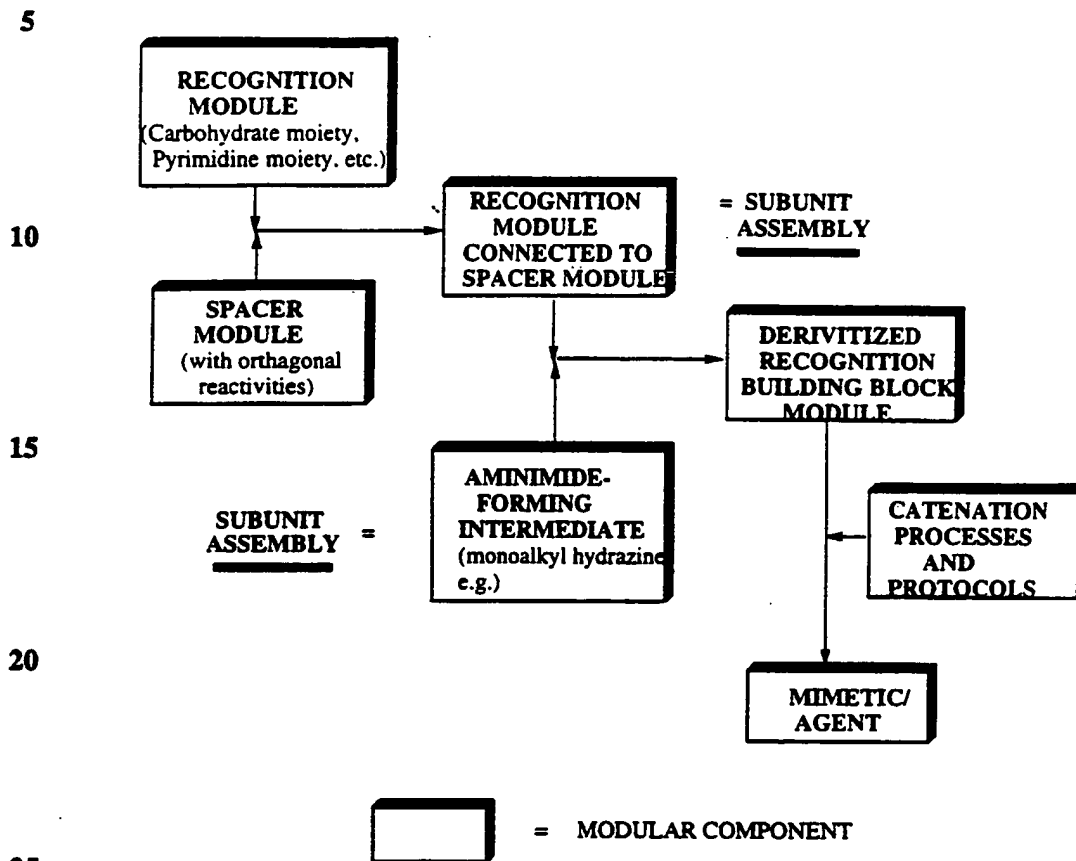 5
RECOGNITION
MODULE
(Carbohydrate moiety,
Pyrimidine moiety, etc.)
RECOGNITION
MODULE
CONNECTED TO
SPACER MODULE
= SUBUNIT
ASSEMBLY
10
SPACER
MODULE
(with orthagonal
reactivities)
DERIVITIZED
RECOGNITION
BUILDING BLOCK
MODULE
15
SUBUNIT
ASSEMBLY =
AMINIMIDE-
FORMING
INTERMEDIATE
(monoalkyl hydrazine
e.g.)
CATENATION
PROCESSES
AND
PROTOCOLS
20
MIMETIC/
AGENT
= MODULAR COMPONENT